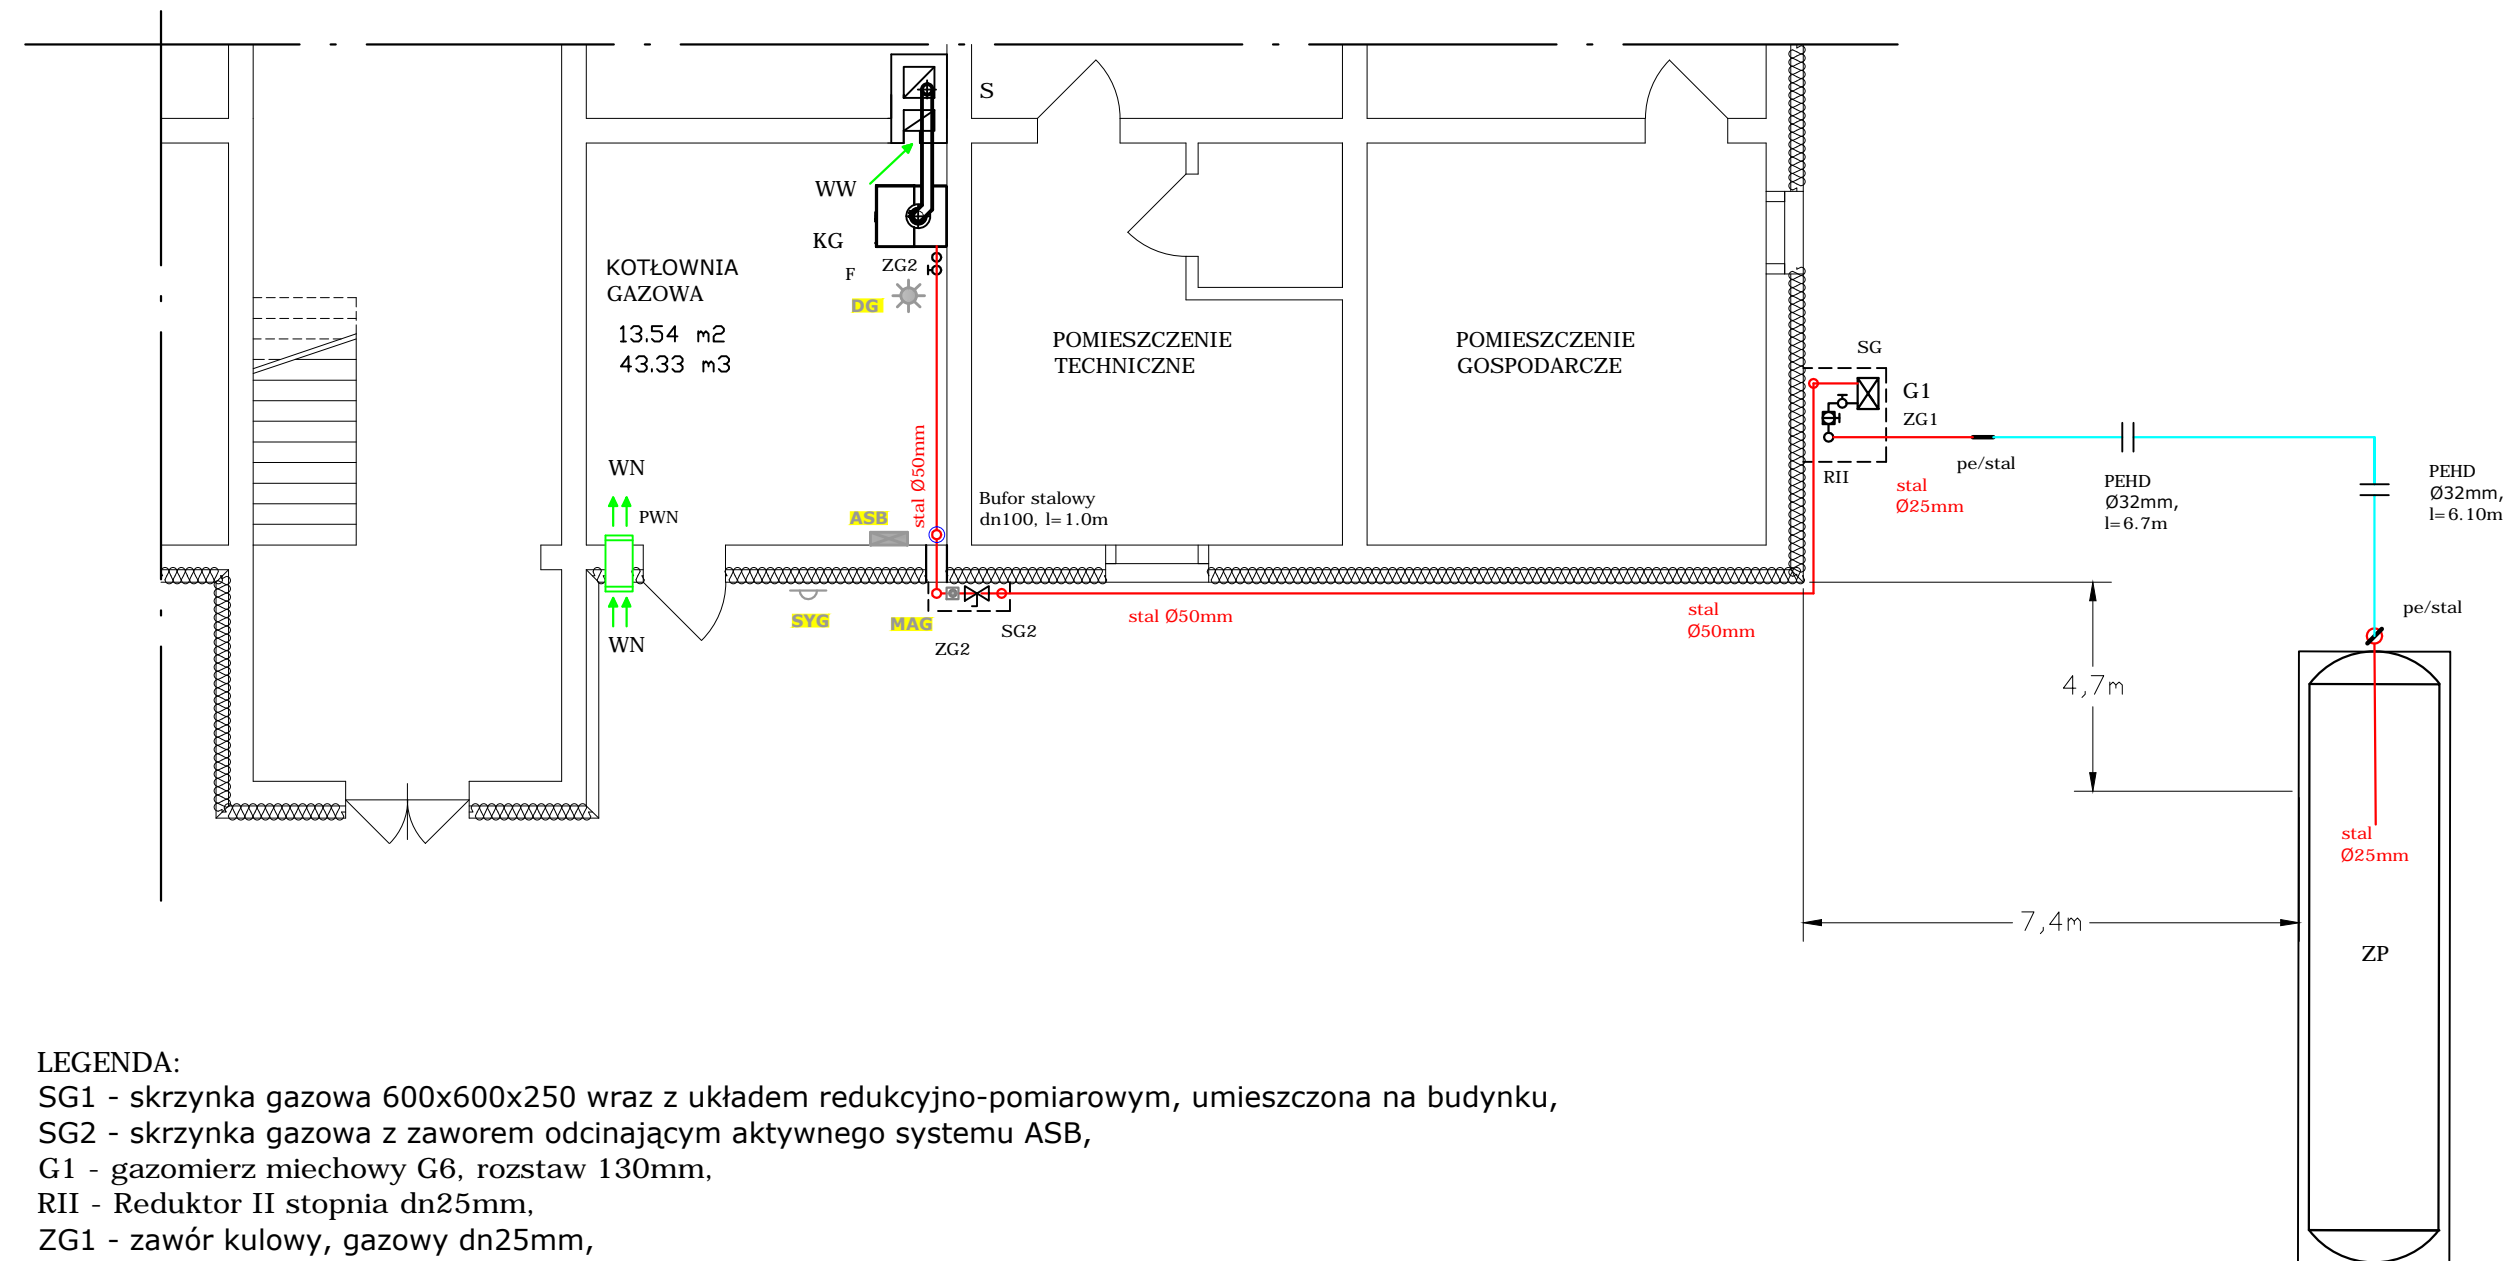 S
WW
KG
ZG2
F
DG
KOTŁOWNIA
GAZOWA
13.54 m2
43.33 m3
POMIESZCZENIE
TECHNICZNE
POMIESZCZENIE
GOSPODARCZE
SG
G1
ZG1
RII
pe/stal
stal
Ø25mm
PEHD
Ø32mm,
l=6.7m
PEHD
Ø32mm,
l=6.10m
WN
PWN
WN
ASB
stal Ø50mm
Bufor stalowy
dn100, l=1.0m
SYG
MAG
ZG2
SG2
stal Ø50mm
stal
Ø50mm
pe/stal
4,7m
stal
Ø25mm
7,4m
ZP
LEGENDA:
SG1 - skrzynka gazowa 600x600x250 wraz z układem redukcyjno-pomiarowym, umieszczona na budynku,
SG2 - skrzynka gazowa z zaworem odcinającym aktywnego systemu ASB,
G1 - gazomierz miechowy G6, rozstaw 130mm,
RII - Reduktor II stopnia dn25mm,
ZG1 - zawór kulowy, gazowy dn25mm,